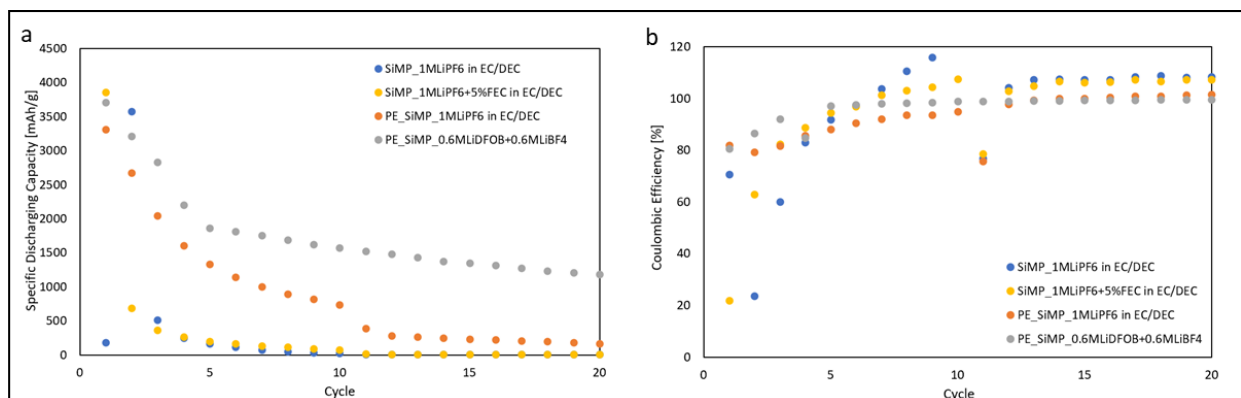 a
4500
4000
3500
3000
2500
2000
1500
1000
500
0
0
5
10
15
20
Specific Discharging Capacity [mAh/g]
Cycle
SiMP_1MLiPF6 in EC/DEC
SiMP_1MLiPF6+5%FEC in EC/DEC
PE_SiMP_1MLiPF6 in EC/DEC
PE_SiMP_0.6MLiDFOB+0.6MLiBF4
b
120
100
80
60
40
20
0
0
5
10
15
20
Coulombic Efficiency [%]
Cycle
SiMP_1MLiPF6 in EC/DEC
SiMP_1MLiPF6+5%FEC in EC/DEC
PE_SiMP_1MLiPF6 in EC/DEC
PE_SiMP_0.6MLiDFOB+0.6MLiBF4